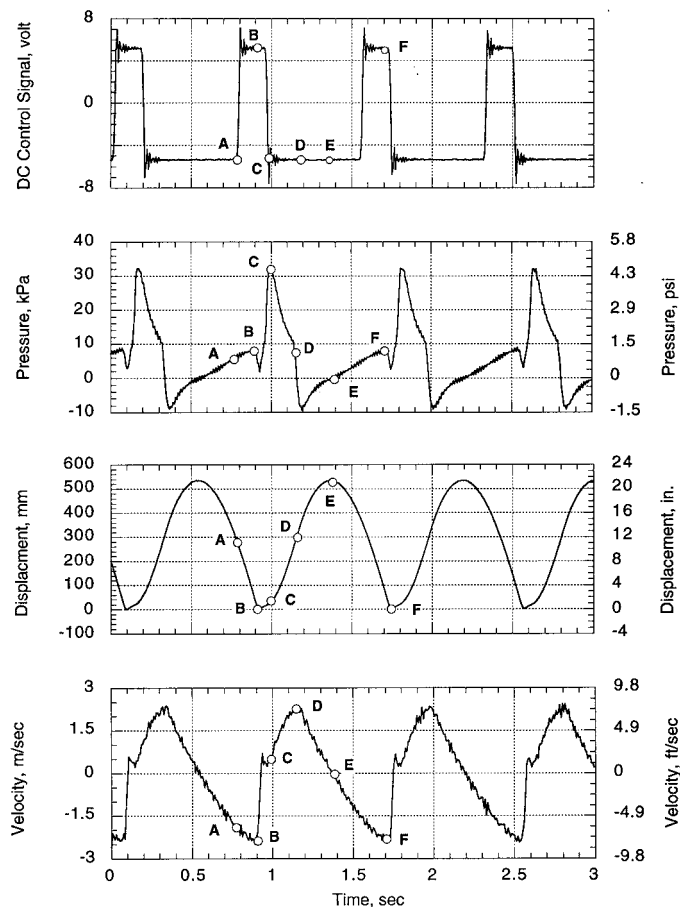 DC Control Signal, volt
8
0
-8
A
B
C
D
E
F
Pressure, kPa
40
30
20
10
0
-10
A
B
C
D
E
F
5.8
4.3
2.9
1.5
0
-1.5
Pressure, psi
Displacment, mm
600
500
400
300
200
100
0
-100
A
B
C
D
E
F
24
20
16
12
8
4
0
-4
Displacement, in.
Velocity, m/sec
3
1.5
0
-1.5
-3
A
B
C
D
E
F
9.8
4.9
0
-4.9
-9.8
Velocity, ft/sec
0 0.5 1 1.5 2 2.5 3
Time, sec